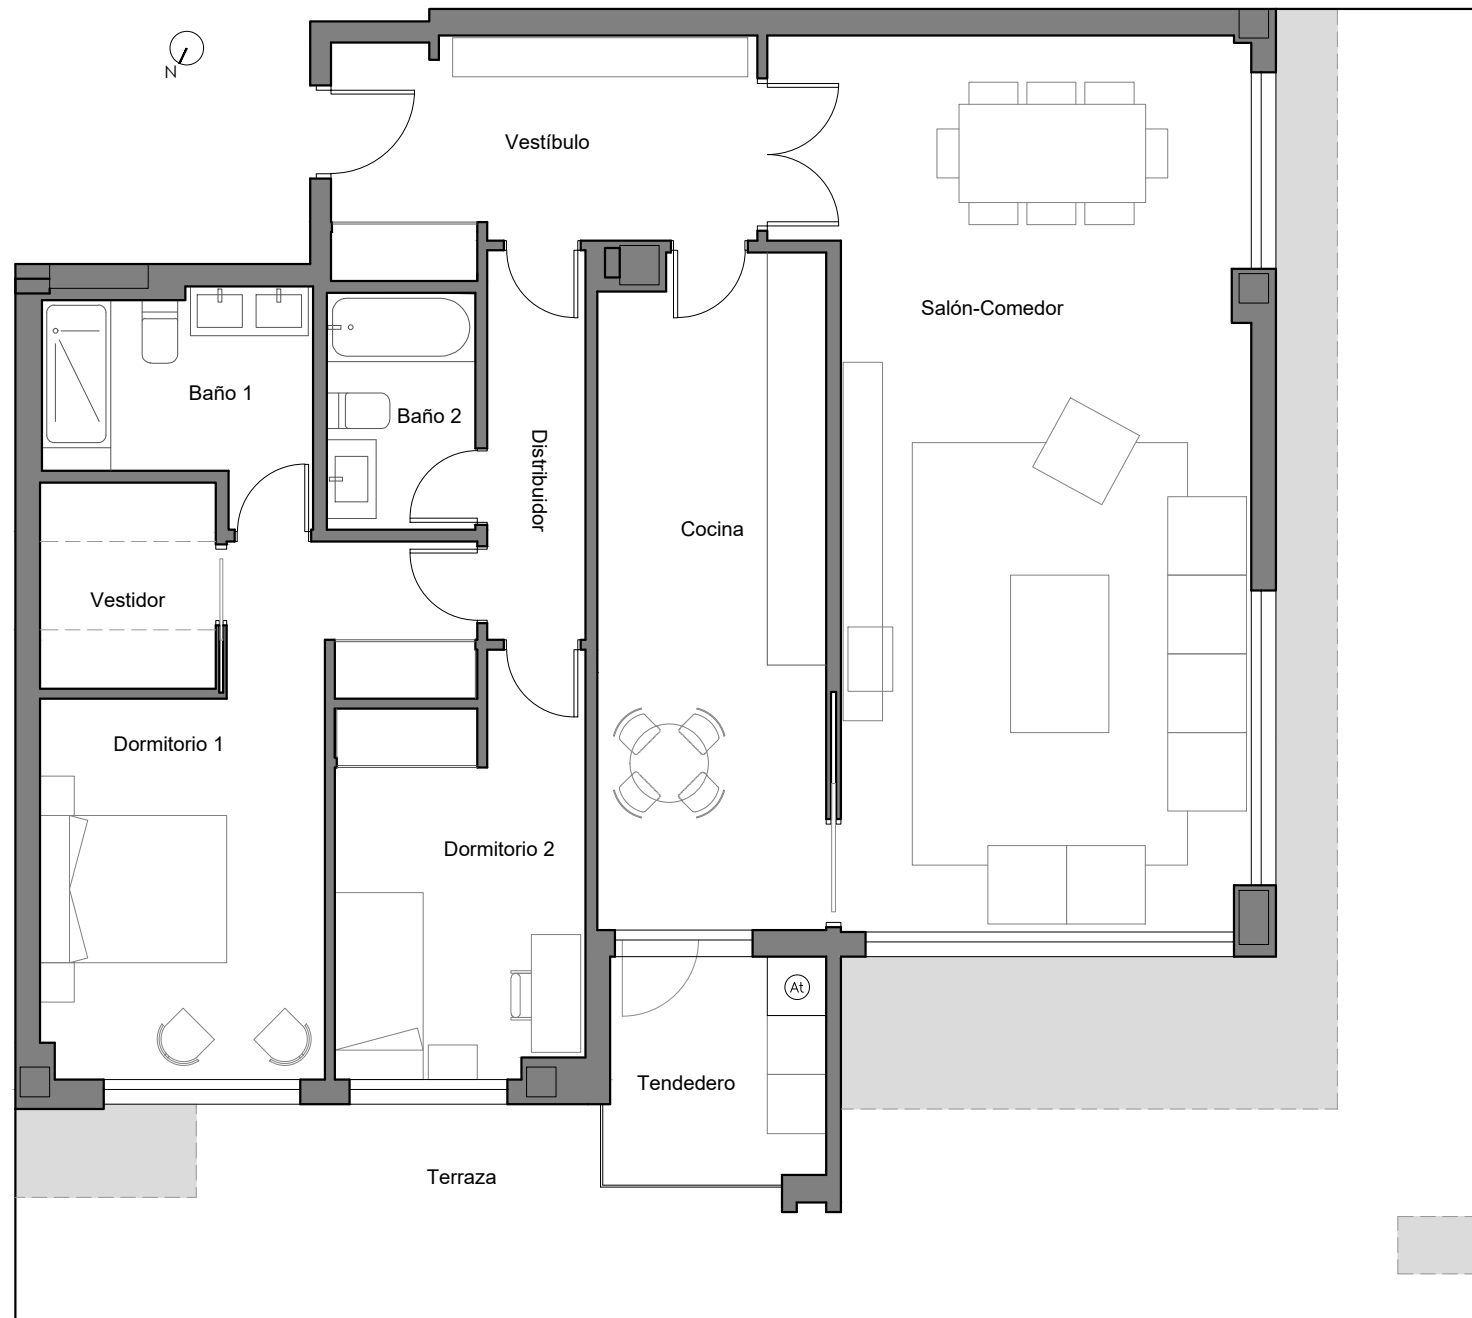 N
Vestíbulo
Salón-Comedor
Baño 1
Baño 2
Distribuidor
Cocina
Vestidor
Dormitorio 1
Dormitorio 2
At
Tendedero
Terraza